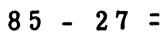 85 - 27 =